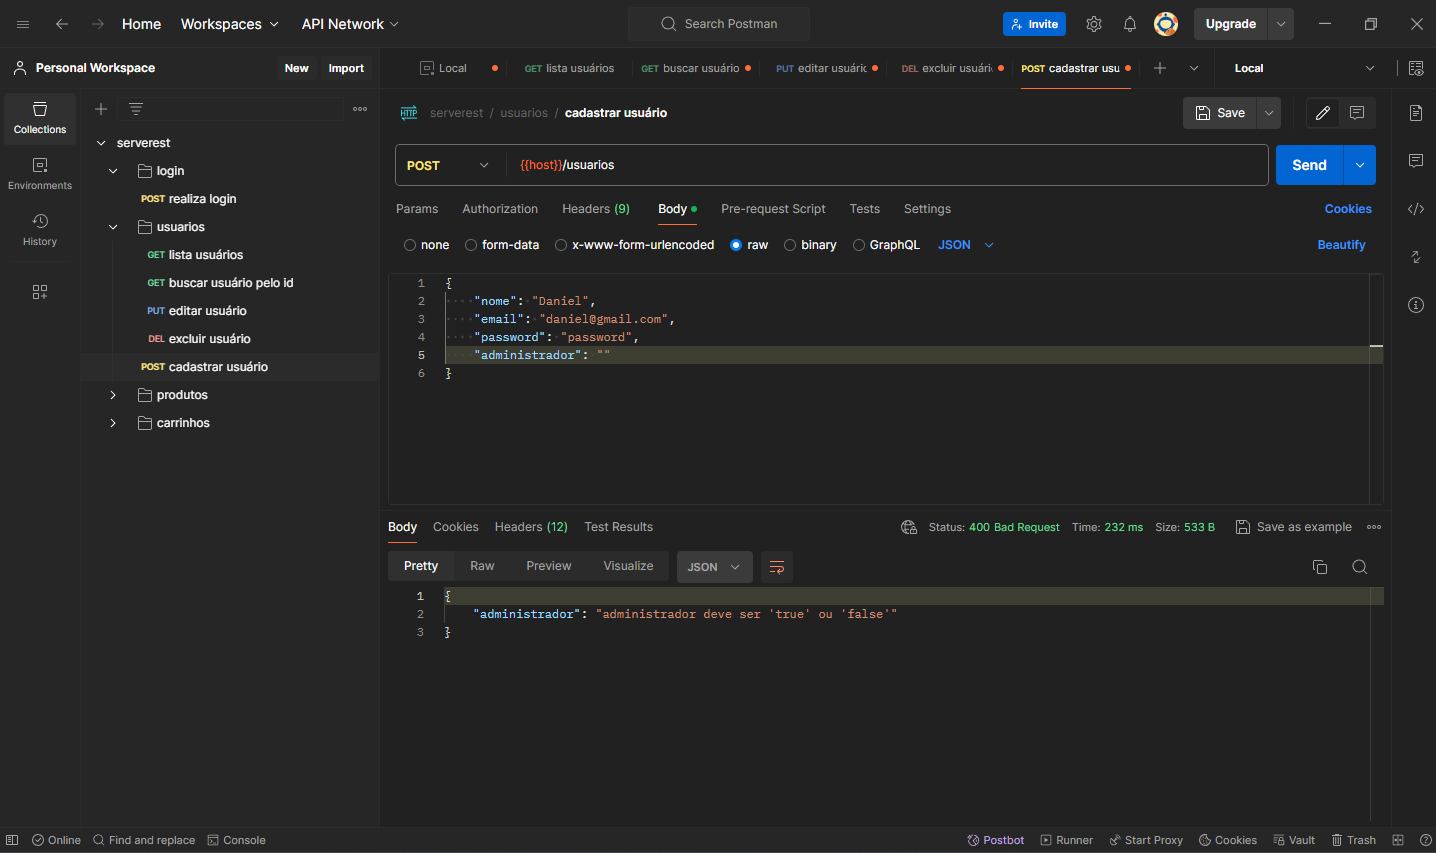 Home Workspaces API Network Search Postman Invite Upgrade
Personal Workspace New Import Local GET lista usuários GET buscar usuário PUT editar usuári DEL excluir usuári POST cadastrar usu Local
Collections
Environments
History
serverest
login
POST realiza login
usuarios
GET lista usuários
GET buscar usuário pelo id
PUT editar usuário
DEL excluir usuário
POST cadastrar usuário
produtos
carrinhos
HTTP serverest / usuarios / cadastrar usuário Save
POST {{host}}/usuarios Send
Params Authorization Headers (9) Body Pre-request Script Tests Settings Cookies
none form-data x-www-form-urlencoded raw binary GraphQL JSON Beautify
1 {
2 "nome": "Daniel",
3 "email": "daniel@gmail.com",
4 "password": "password",
5 "administrador": ""
6 }
Body Cookies Headers (12) Test Results Status: 400 Bad Request Time: 232 ms Size: 533 B Save as example
Pretty Raw Preview Visualize JSON
1 {
2 "administrador": "administrador deve ser 'true' ou 'false'"
3 }
Online Find and replace Console Postbot Runner Start Proxy Cookies Vault Trash